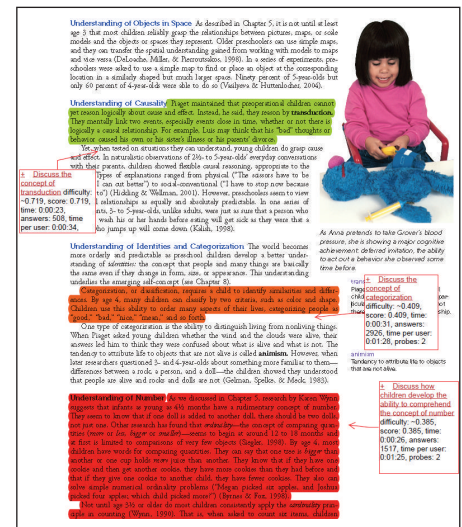 Understanding of Objects in Space As described in Chapter 5, it is not until at least
age 3 that most children reliably grasp the relationships between pictures, maps, or scale
models and the objects or spaces they represent. Older preschoolers can use simple maps,
and they can transfer the spatial understanding gained from working with models to maps
and vice versa (DeLoache, Miller, & Pierroutsakos, 1998). In a series of experiments, pre-
schoolers were asked to use a simple map to find or place an object at the corresponding
location in a similarly shaped but much larger space. Ninety percent of 5-year-olds but
only 60 percent of 4-year-olds were able to do so (Vasilyeva & Huttenlocher, 2004).
Understanding of Causality Piaget maintained that preoperational children cannot
yet reason logically about cause and effect. Instead, he said, they reason by transduction.
They mentally link two events, especially events close in time, whether or not there is
logically a causal relationship. For example, Luis may think that his "bad" thoughts or
behavior caused his own or his sister's illness or his parents' divorce.
Yet, when tested on situations they can understand, young children do grasp cause
and effect. In naturalistic observations of 2½- to 5-year-olds' everyday conversations
with their parents, children showed flexible causal reasoning, appropriate to the
Types of explanations ranged from physical ("The scissors have to be
I can cut better") to social-conventional ("I have to stop now because
to") (Hickling & Wellman, 2001). However, preschoolers seem to view
l relationships as equally and absolutely predictable. In one series of
nts, 3- to 5-year-olds, unlike adults, were just as sure that a person who
wash his or her hands before eating will get sick as they were that a
ho jumps up will come down (Kalish, 1998).
+ Discuss the
concept of
transduction difficulty:
~0.719, score: 0.719,
time: 0:00:23,
answers: 508, time
per user: 0:00:34,
Understanding of Identities and Categorization The world becomes
more orderly and predictable as preschool children develop a better under-
standing of identities: the concept that people and many things are basically
the same even if they change in form, size, or appearance. This understanding
underlies the emerging self-concept (see Chapter 8).
Categorization, or classification, requires a child to identify similarities and differ-
ences. By age 4, many children can classify by two criteria, such as color and shape.
Children use this ability to order many aspects of their lives, categorizing people as
"good," "bad," "nice," "mean," and so forth.
One type of categorization is the ability to distinguish living from nonliving things.
When Piaget asked young children whether the wind and the clouds were alive, their
answers led him to think they were confused about what is alive and what is not. The
tendency to attribute life to objects that are not alive is called animism. However, when
later researchers questioned 3- and 4-year-olds about something more familiar to them—
differences between a rock, a person, and a doll—the children showed they understood
that people are alive and rocks and dolls are not (Gelman, Spelke, & Meck, 1983).
Understanding of Number As we discussed in Chapter 5, research by Karen Wynn
suggests that infants as young as 4½ months have a rudimentary concept of number.
They seem to know that if one doll is added to another doll, there should be two dolls,
not just one. Other research has found that ordinality—the concept of comparing quan-
tities (more or less, bigger or smaller)—seems to begin at around 12 to 18 months and
at first is limited to comparisons of very few objects (Siegler, 1998). By age 4, most
children have words for comparing quantities. They can say that one tree is bigger than
another or one cup holds more juice than another. They know that if they have one
cookie and then get another cookie, they have more cookies than they had before and
that if they give one cookie to another child, they have fewer cookies. They also can
solve simple numerical ordinality problems ("Megan picked six apples, and Joshua
picked four apples; which child picked more?") (Byrnes & Fox, 1998).
Not until age 3½ or older do most children consistently apply the cardinality prin-
ciple in counting (Wynn, 1990). That is, when asked to count six items, children
As Anna pretends to take Grover's blood
pressure, she is showing a major cognitive
achievement: deferred imitation, the ability
to act out a behavior she observed some
time before.
+ Discuss the
concept of
categorization
difficulty: ~0.409,
score: 0.409, time:
0:00:31, answers:
2926, time per user:
0:01:28, probes: 2
animism
Tendency to attribute life to objects
that are not alive.
+ Discuss how
children develop the
ability to comprehend
the concept of number
difficulty: ~0.385,
score: 0.385, time:
0:00:26, answers:
1517, time per user:
0:01:25, probes: 2